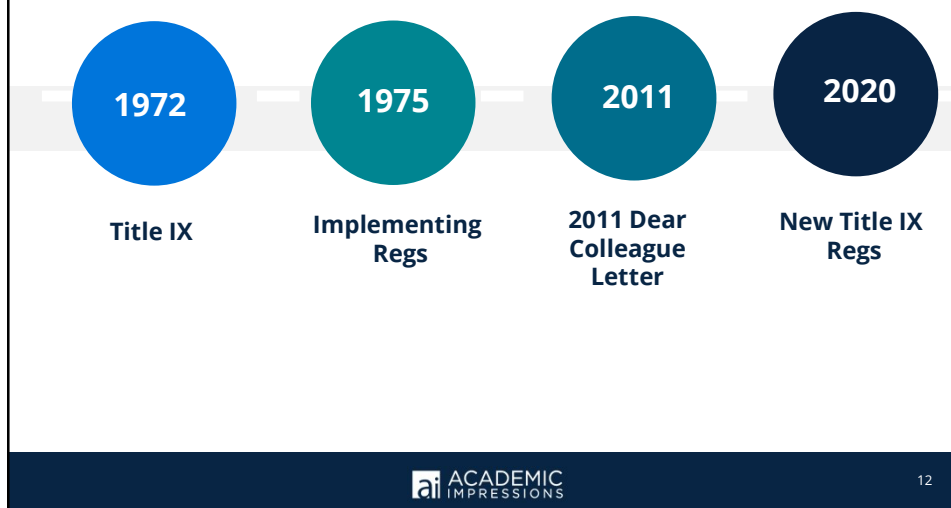 1972
1975
2011
2020
Title IX
Implementing
Regs
2011 Dear
Colleague
Letter
New Title IX
Regs
ai ACADEMIC
IMPRESSIONS
12